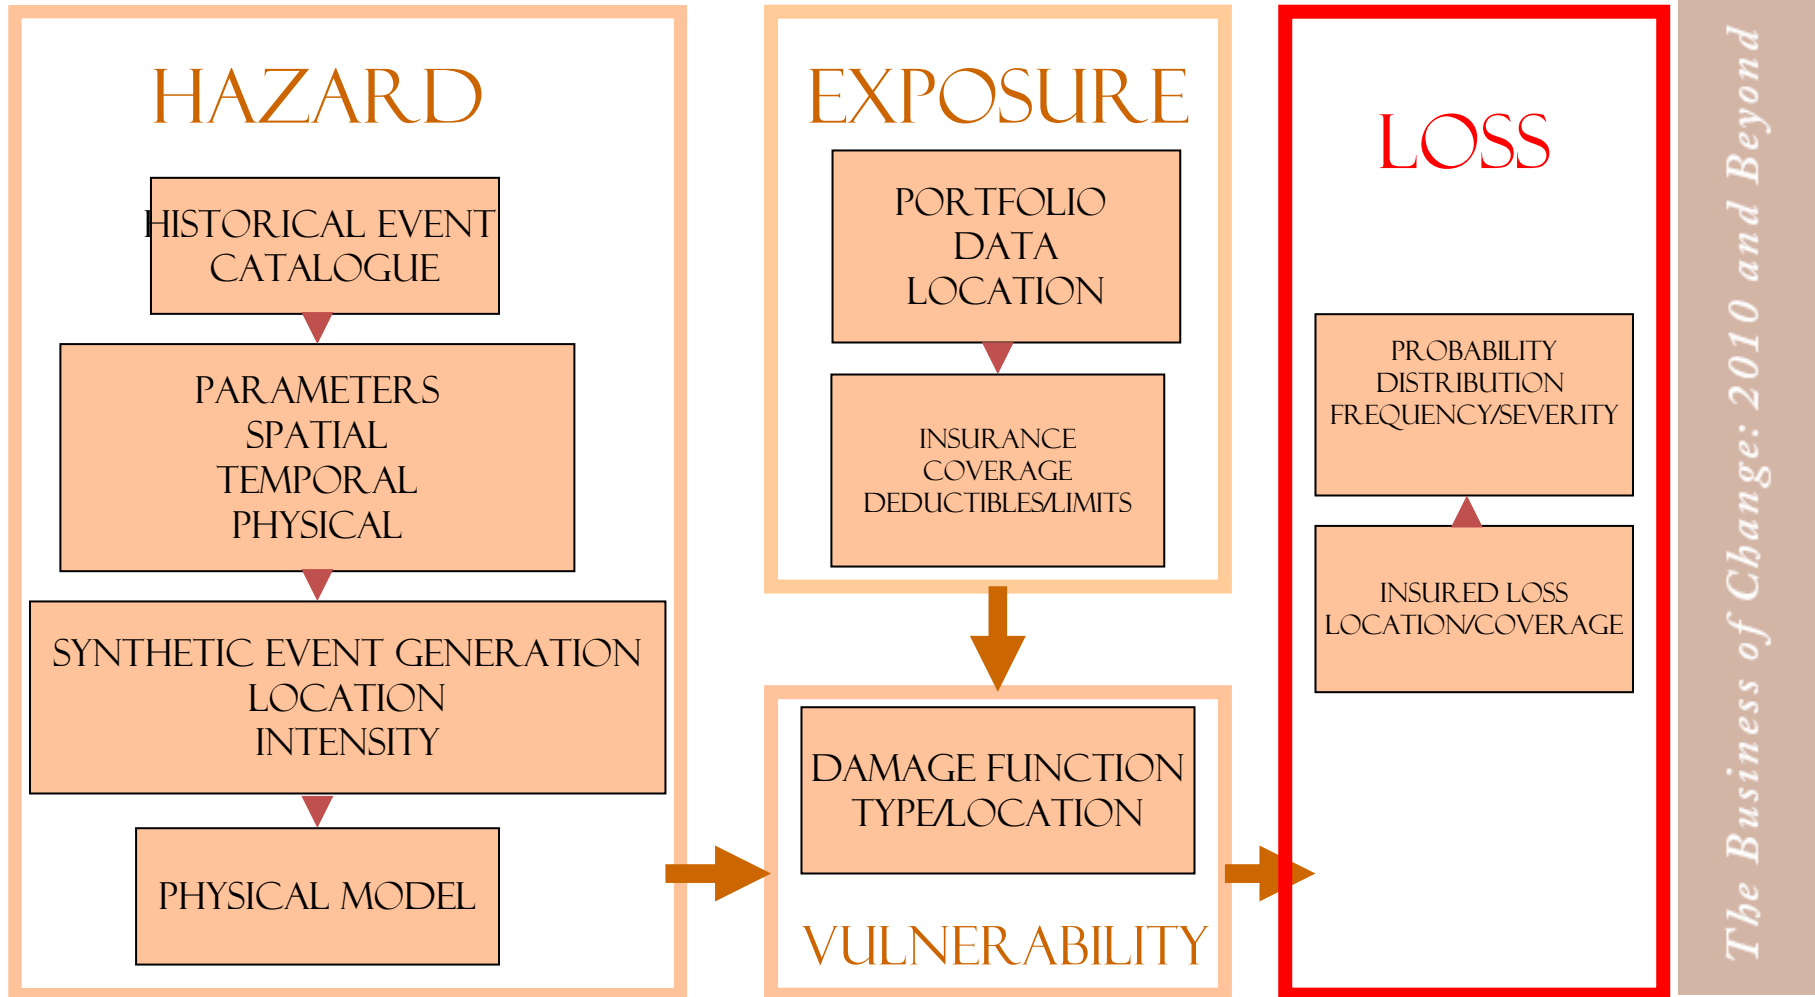 HAZARD
HISTORICAL EVENT
CATALOGUE
PARAMETERS
SPATIAL
TEMPORAL
PHYSICAL
SYNTHETIC EVENT GENERATION
LOCATION
INTENSITY
PHYSICAL MODEL
EXPOSURE
PORTFOLIO
DATA
LOCATION
INSURANCE
COVERAGE
DEDUCTIBLES/LIMITS
DAMAGE FUNCTION
TYPE/LOCATION
VULNERABILITY
LOSS
PROBABILITY
DISTRIBUTION
FREQUENCY/SEVERITY
INSURED LOSS
LOCATION/COVERAGE
The Business of Change: 2010 and Beyond